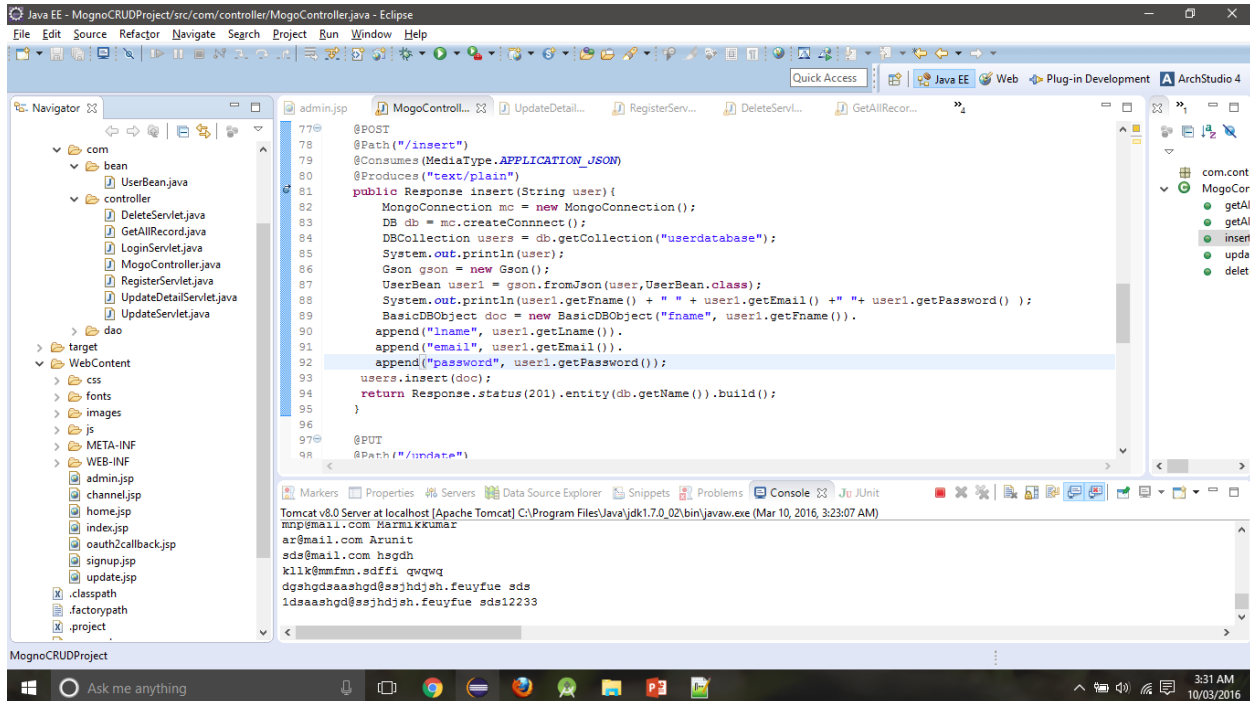 Java EE - MognoCRUDProject/src/com/controller/MogoController.java - Eclipse
File Edit Source Refactor Navigate Search Project Run Window Help
Quick Access Java EE Web Plug-in Development ArchStudio 4
Navigator
com
bean
UserBean.java
controller
DeleteServlet.java
GetAllRecord.java
LoginServlet.java
MogoController.java
RegisterServlet.java
UpdateDetailServlet.java
UpdateServlet.java
dao
target
WebContent
css
fonts
images
js
META-INF
WEB-INF
admin.jsp
channel.jsp
home.jsp
index.jsp
oauth2callback.jsp
signup.jsp
update.jsp
.classpath
.factorypath
.project
admin.jsp MogoControll... UpdateDetail... RegisterServ... DeleteServl... GetAllRecor... »4
77 @POST
78 @Path("/insert")
79 @Consumes(MediaType.APPLICATION_JSON)
80 @Produces("text/plain")
81 public Response insert(String user){
82 MongoConnection mc = new MongoConnection();
83 DB db = mc.createConnnect();
84 DBCollection users = db.getCollection("userdatabase");
85 System.out.println(user);
86 Gson gson = new Gson();
87 UserBean user1 = gson.fromJson(user,UserBean.class);
88 System.out.println(user1.getFname() + " " + user1.getEmail() +" "+ user1.getPassword() );
89 BasicDBObject doc = new BasicDBObject("fname", user1.getFname()).
90 append("lname", user1.getLname()).
91 append("email", user1.getEmail()).
92 append("password", user1.getPassword());
93 users.insert(doc);
94 return Response.status(201).entity(db.getName()).build();
95 }
96
97 @PUT
98 @Path("/update")
»1
com.cont
MogoCor
getAl
getAl
insert
upda
delet
Markers Properties Servers Data Source Explorer Snippets Problems Console JUnit
Tomcat v8.0 Server at localhost [Apache Tomcat] C:\Program Files\Java\jdk1.7.0_02\bin\javaw.exe (Mar 10, 2016, 3:23:07 AM)
mnp@mail.com Marmikkumar
ar@mail.com Arunit
sds@mail.com hsgdh
kllk@mmfmn.sdffi qwqwq
dgshgdsaashgd@ssjhdjsh.feuyfue sds
1dsaashgd@ssjhdjsh.feuyfue sds12233
MognoCRUDProject
Ask me anything
3:31 AM
10/03/2016